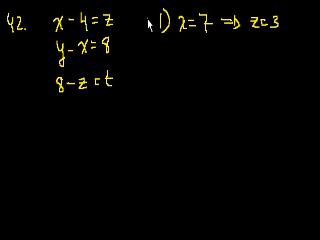 42. x - 4 = z
y - x = 8
8 - z = t
1) x = 7 ⇒ z = 3